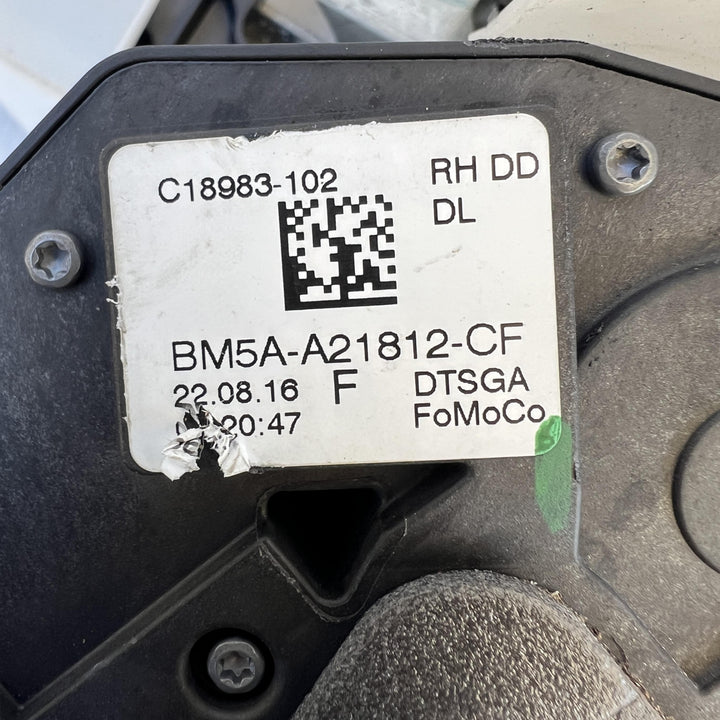 C18983-102
RH DD
DL
BM5A-A21812-CF
22.08.16 F DTSGA
20:47 FoMoCo